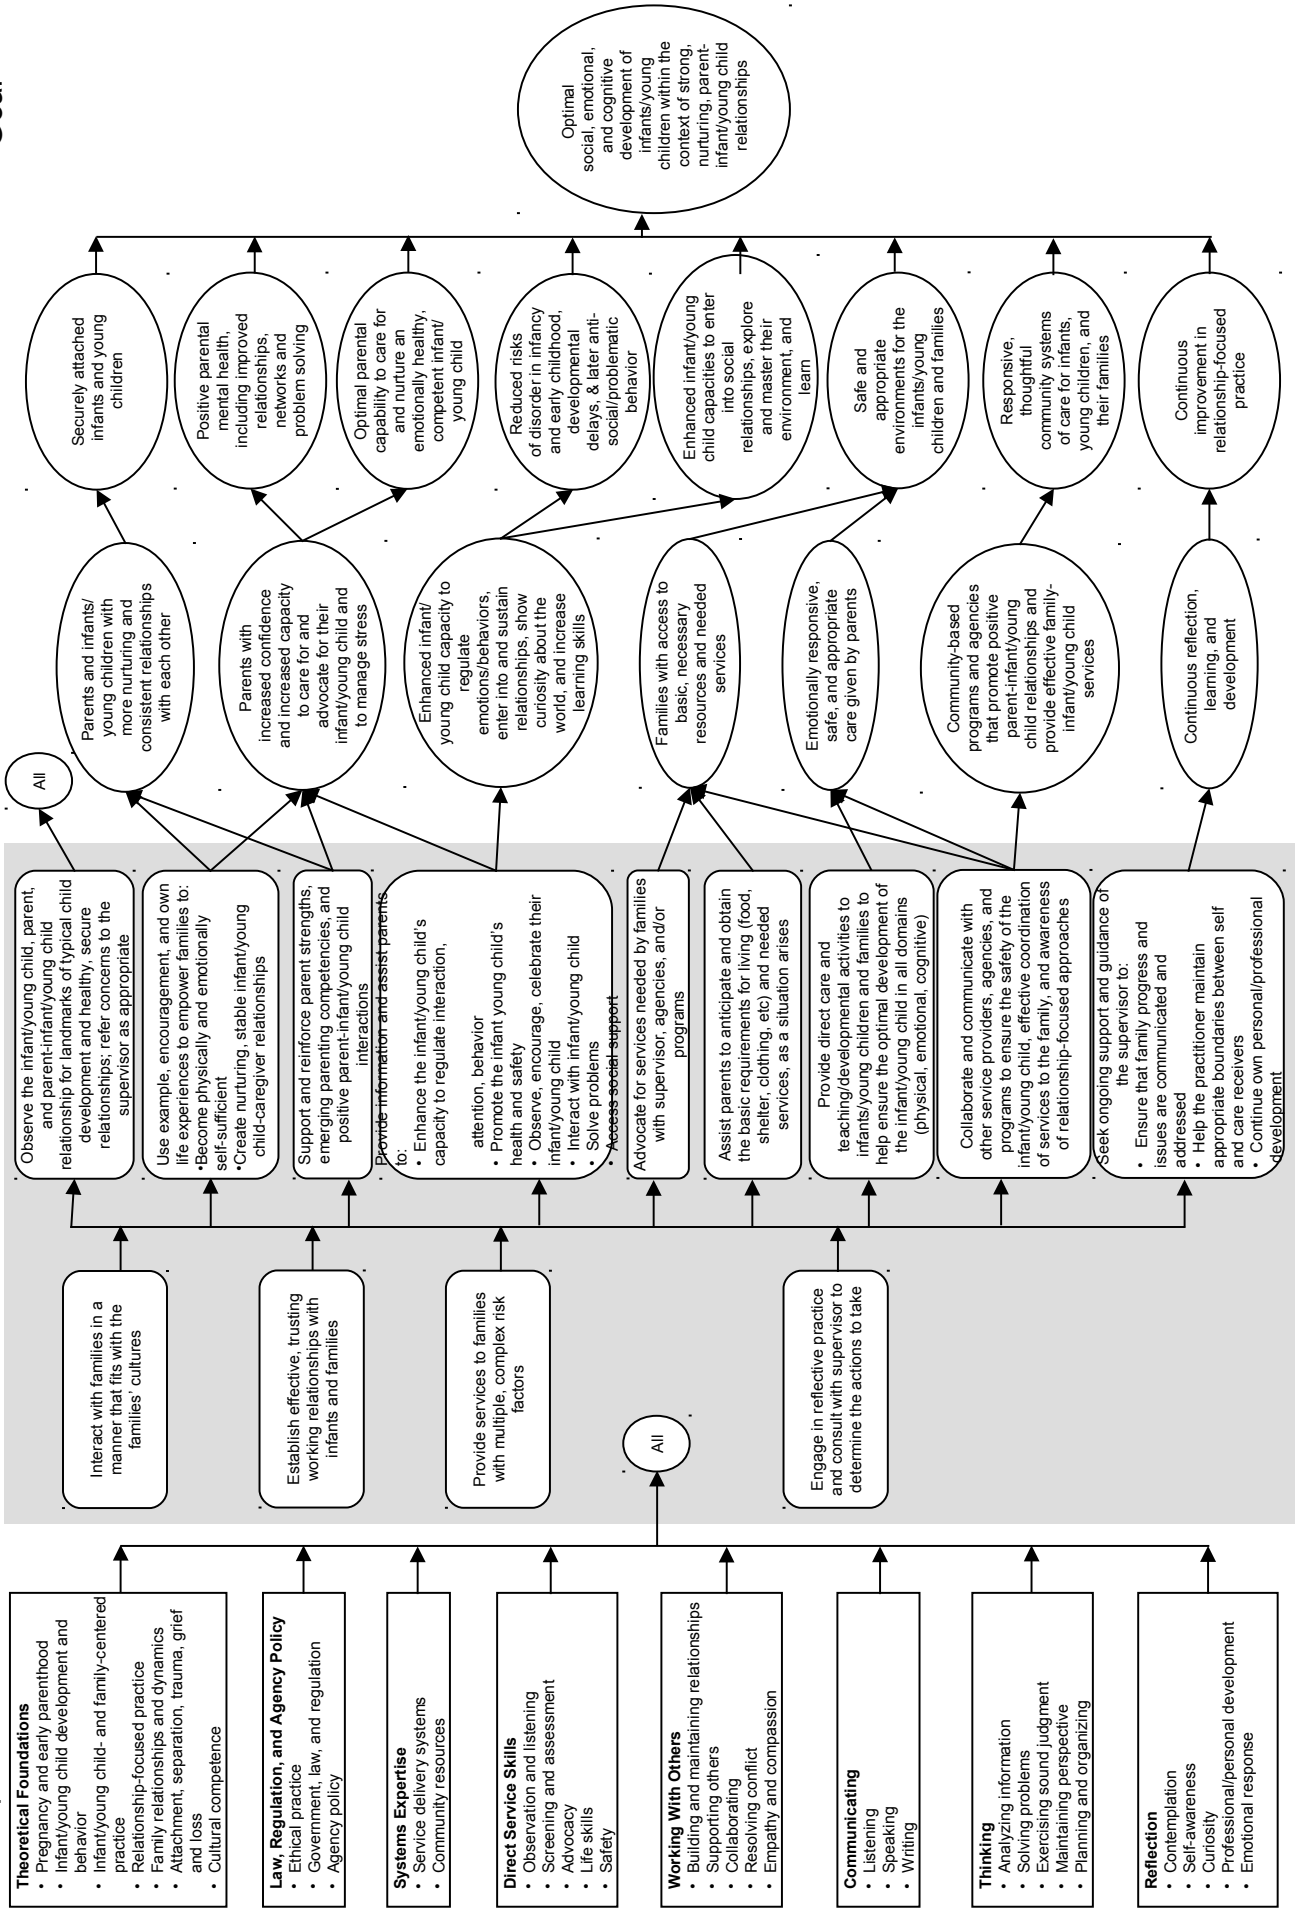 Theoretical Foundations
• Pregnancy and early parenthood
• Infant/young child development and
behavior
• Infant/young child- and family-centered
practice
• Relationship-focused practice
• Family relationships and dynamics
• Attachment, separation, trauma, grief
and loss
• Cultural competence
Law, Regulation, and Agency Policy
• Ethical practice
• Government, law, and regulation
• Agency policy
Systems Expertise
• Service delivery systems
• Community resources
Direct Service Skills
• Observation and listening
• Screening and assessment
• Advocacy
• Life skills
• Safety
Working With Others
• Building and maintaining relationships
• Supporting others
• Collaborating
• Resolving conflict
• Empathy and compassion
Communicating
• Listening
• Speaking
• Writing
Thinking
• Analyzing information
• Solving problems
• Exercising sound judgment
• Maintaining perspective
• Planning and organizing
Reflection
• Contemplation
• Self-awareness
• Curiosity
• Professional/personal development
• Emotional response
All
Interact with families in a
manner that fits with the
families' cultures
Establish effective, trusting
working relationships with
infants and families
Provide services to families
with multiple, complex risk
factors
Engage in reflective practice
and consult with supervisor to
determine the actions to take
Observe the infant/young child, parent,
and parent-infant/young child
relationship for landmarks of typical child
development and healthy, secure
relationships; refer concerns to the
supervisor as appropriate
Use example, encouragement, and own
life experiences to empower families to:
•Become physically and emotionally
self-sufficient
•Create nurturing, stable infant/young
child-caregiver relationships
Support and reinforce parent strengths,
emerging parenting competencies, and
positive parent-infant/young child
interactions
Provide information and assist parents
to:
• Enhance the infant/young child's
capacity to regulate interaction,
attention, behavior
• Promote the infant young child's
health and safety
• Observe, encourage, celebrate their
infant/young child
• Interact with infant/young child
• Solve problems
• Access social support
Advocate for services needed by families
with supervisor, agencies, and/or
programs
Assist parents to anticipate and obtain
the basic requirements for living (food,
shelter, clothing, etc) and needed
services, as a situation arises
Provide direct care and
teaching/developmental activities to
infants/young children and families to
help ensure the optimal development of
the infant/young child in all domains
(physical, emotional, cognitive)
Collaborate and communicate with
other service providers, agencies, and
programs to ensure the safety of the
infant/young child, effective coordination
of services to the family, and awareness
of relationship-focused approaches
Seek ongoing support and guidance of
the supervisor to:
• Ensure that family progress and
issues are communicated and
addressed
• Help the practitioner maintain
appropriate boundaries between self
and care receivers
• Continue own personal/professional
development
All
Parents and infants/
young children with
more nurturing and
consistent relationships
with each other
Parents with
increased confidence
and increased capacity
to care for and
advocate for their
infant/young child and
to manage stress
Enhanced infant/
young child capacity to
regulate
emotions/behaviors,
enter into and sustain
relationships, show
curiosity about the
world, and increase
learning skills
Families with access to
basic, necessary
resources and needed
services
Emotionally responsive,
safe, and appropriate
care given by parents
Community-based
programs and agencies
that promote positive
parent-infant/young
child relationships and
provide effective family-
infant/young child
services
Continuous reflection,
learning, and
development
Securely attached
infants and young
children
Positive parental
mental health,
including improved
relationships,
networks and
problem solving
Optimal parental
capability to care for
and nurture an
emotionally healthy,
competent infant/
young child
Reduced risks
of disorder in infancy
and early childhood,
developmental
delays, & later anti-
social/problematic
behavior
Enhanced infant/young
child capacities to enter
into social
relationships, explore
and master their
environment, and
learn
Safe and
appropriate
environments for the
infants/young
children and families
Responsive,
thoughtful
community systems
of care for infants,
young children, and
their families
Continuous
improvement in
relationship-focused
practice
Optimal
social, emotional,
and cognitive
development of
infants/young
children within the
context of strong,
nurturing, parent-
infant/young child
relationships